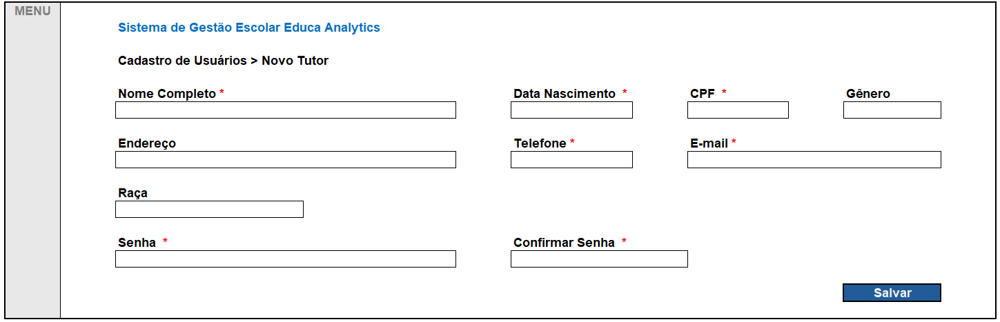 MENU
Sistema de Gestão Escolar Educa Analytics
Cadastro de Usuários > Novo Tutor
Nome Completo * Data Nascimento * CPF * Gênero
Endereço Telefone * E-mail *
Raça
Senha * Confirmar Senha *
Salvar